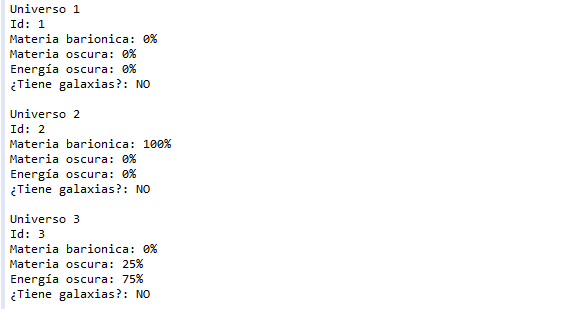 Universo 1
Id: 1
Materia barionica: 0%
Materia oscura: 0%
Energía oscura: 0%
¿Tiene galaxias?: NO
Universo 2
Id: 2
Materia barionica: 100%
Materia oscura: 0%
Energía oscura: 0%
¿Tiene galaxias?: NO
Universo 3
Id: 3
Materia barionica: 0%
Materia oscura: 25%
Energía oscura: 75%
¿Tiene galaxias?: NO